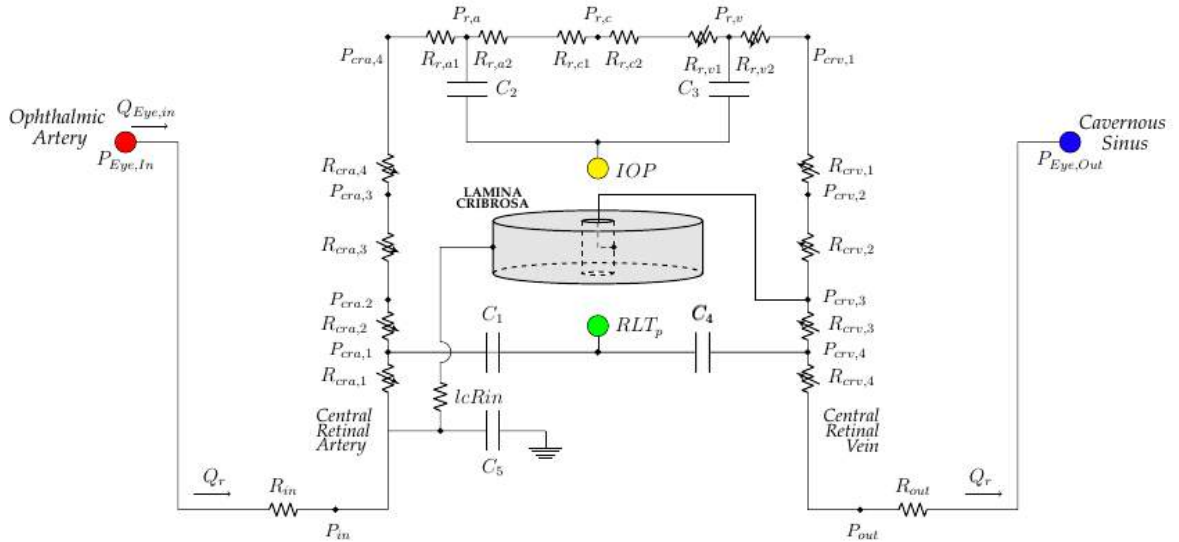 P_{r,a}
P_{r,c}
P_{r,v}
P_{cra,4}
R_{r,a1}
R_{r,a2}
R_{r,c1}
R_{r,c2}
R_{r,v1}
R_{r,v2}
P_{crv,1}
C_2
C_3
Ophthalmic
Artery
Q_{Eye,in}
P_{Eye,In}
Cavernous
Sinus
P_{Eye,Out}
R_{cra,4}
IOP
R_{crv,1}
P_{cra,3}
LAMINA
CRIBROSA
P_{crv,2}
R_{cra,3}
R_{crv,2}
P_{cra.2}
P_{crv,3}
R_{cra,2}
C_1
RLT_p
C_4
R_{crv,3}
P_{cra,1}
P_{crv,4}
R_{cra,1}
lcRin
R_{crv,4}
Central
Retinal
Artery
C_5
Central
Retinal
Vein
Q_r
R_{in}
P_{in}
R_{out}
Q_r
P_{out}